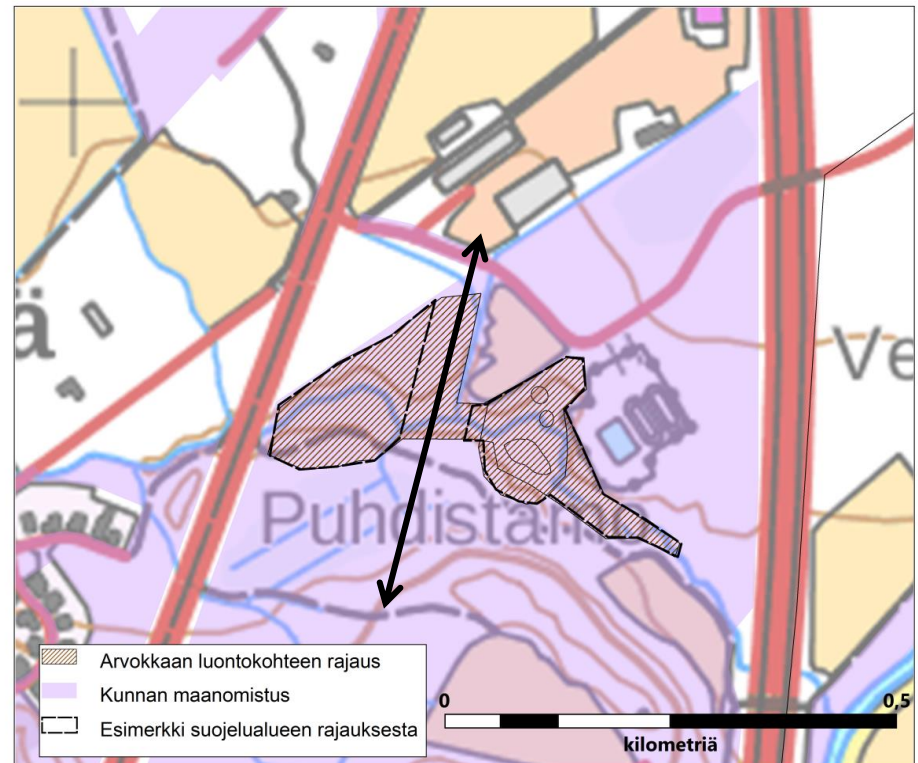 ä
Ve
Puhdistamo
Arvokkaan luontokohteen rajaus
Kunnan maanomistus
Esimerkki suojelualueen rajauksesta
0
0,5
kilometriä